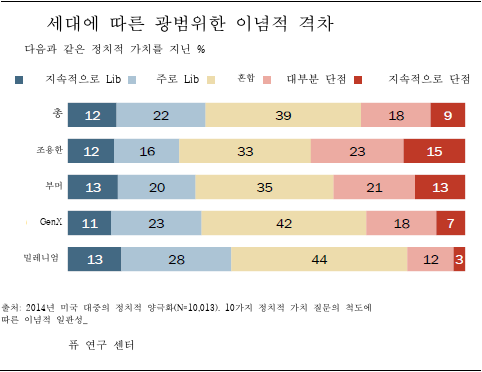 세대에 따른 광범위한 이념적 격차
다음과 같은 정치적 가치를 지닌 %
지속적으로 Lib 주로 Lib 혼합 대부분 단점 지속적으로 단점
총 12 22 39 18 9
조용한 12 16 33 23 15
부머 13 20 35 21 13
GenX 11 23 42 18 7
밀레니엄 13 28 44 12 3
출처: 2014년 미국 대중의 정치적 양극화(N=10,013). 10가지 정치적 가치 질문의 척도에
따른 이념적 일관성_
퓨 연구 센터